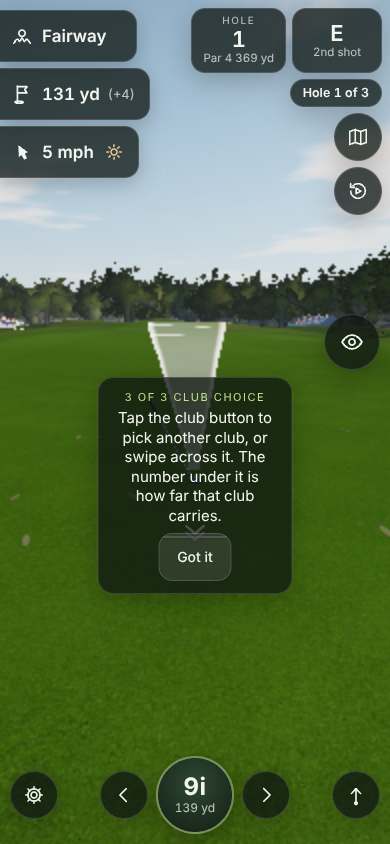 Fairway
131 yd (+4)
5 mph
HOLE
1
Par 4 369 yd
E
2nd shot
Hole 1 of 3
3 OF 3 CLUB CHOICE
Tap the club button to
pick another club, or
swipe across it. The
number under it is
how far that club
carries.
Got it
9i
139 yd